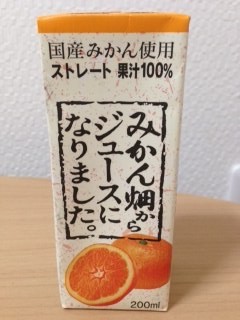 国産みかん使用
ストレート 果汁100%
みかん畑から
ジュースに
なりました。
200ml